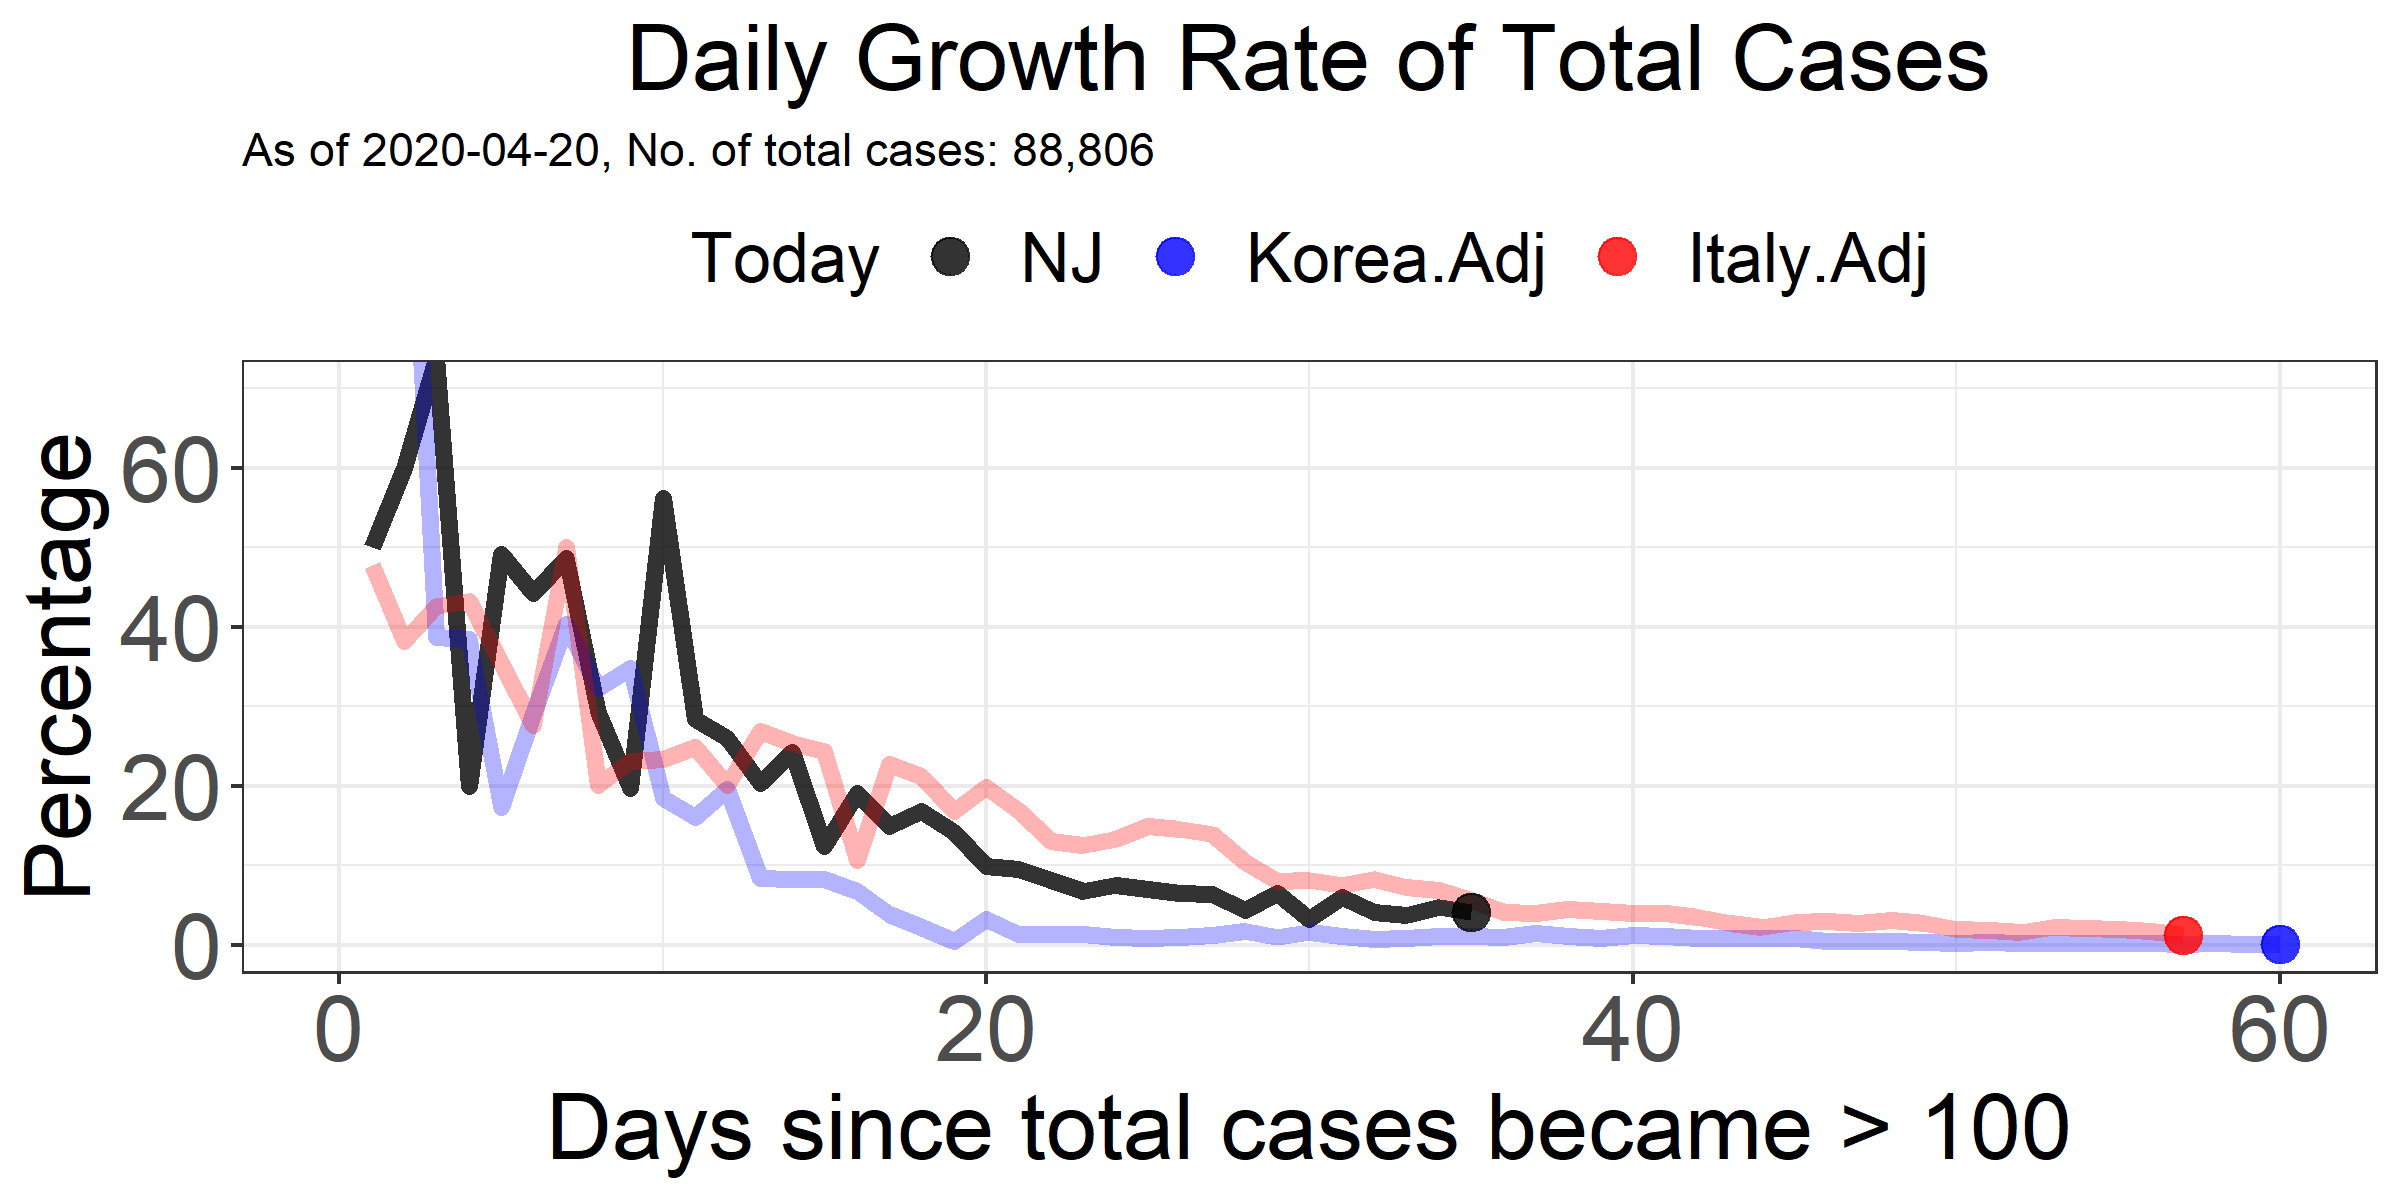 Daily Growth Rate of Total Cases
As of 2020-04-20, No. of total cases: 88,806
Today NJ Korea.Adj Italy.Adj
Percentage
60
40
20
0
0 20 40 60
Days since total cases became > 100